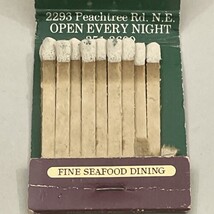 2293 Peachtree Rd. N.E.
OPEN EVERY NIGHT
FINE SEAFOOD DINING